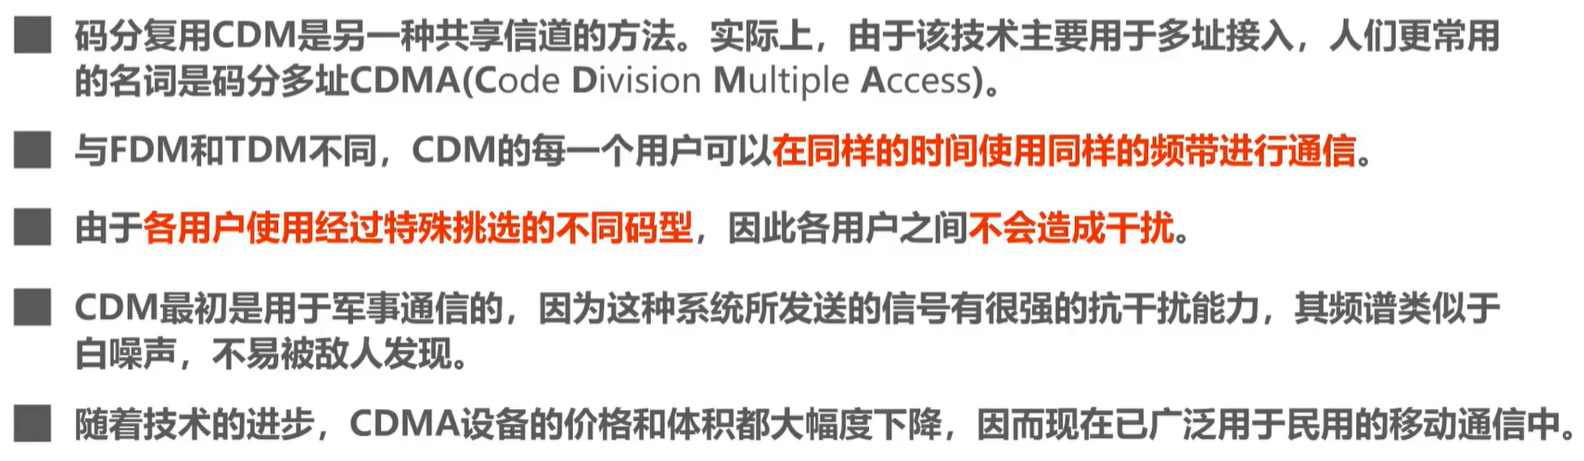 码分复用CDM是另一种共享信道的方法。实际上，由于该技术主要用于多址接入，人们更常用
的名词是码分多址CDMA(Code Division Multiple Access)。
与FDM和TDM不同，CDM的每一个用户可以在同样的时间使用同样的频带进行通信。
由于各用户使用经过特殊挑选的不同码型，因此各用户之间不会造成干扰。
CDM最初是用于军事通信的，因为这种系统所发送的信号有很强的抗干扰能力，其频谱类似于
白噪声，不易被敌人发现。
随着技术的进步，CDMA设备的价格和体积都大幅度下降，因而现在已广泛用于民用的移动通信中。